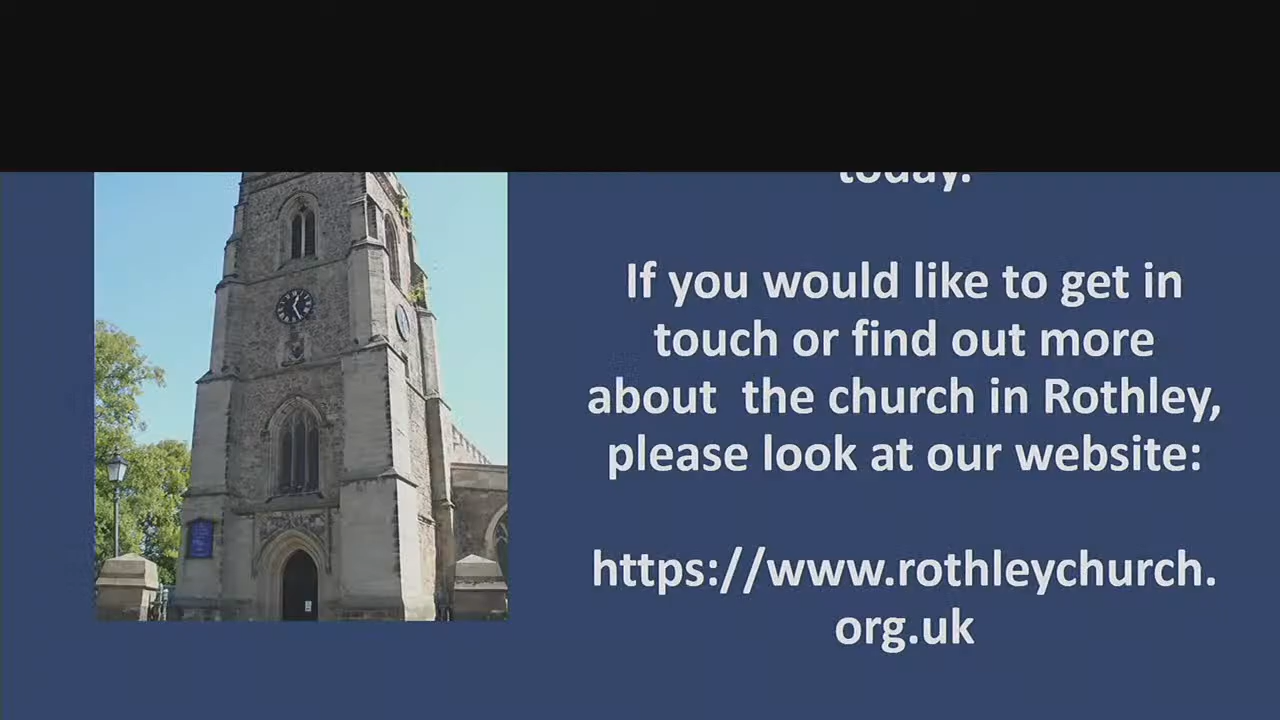 today.
If you would like to get in
touch or find out more
about  the church in Rothley,
please look at our website:
https://www.rothleychurch.
org.uk